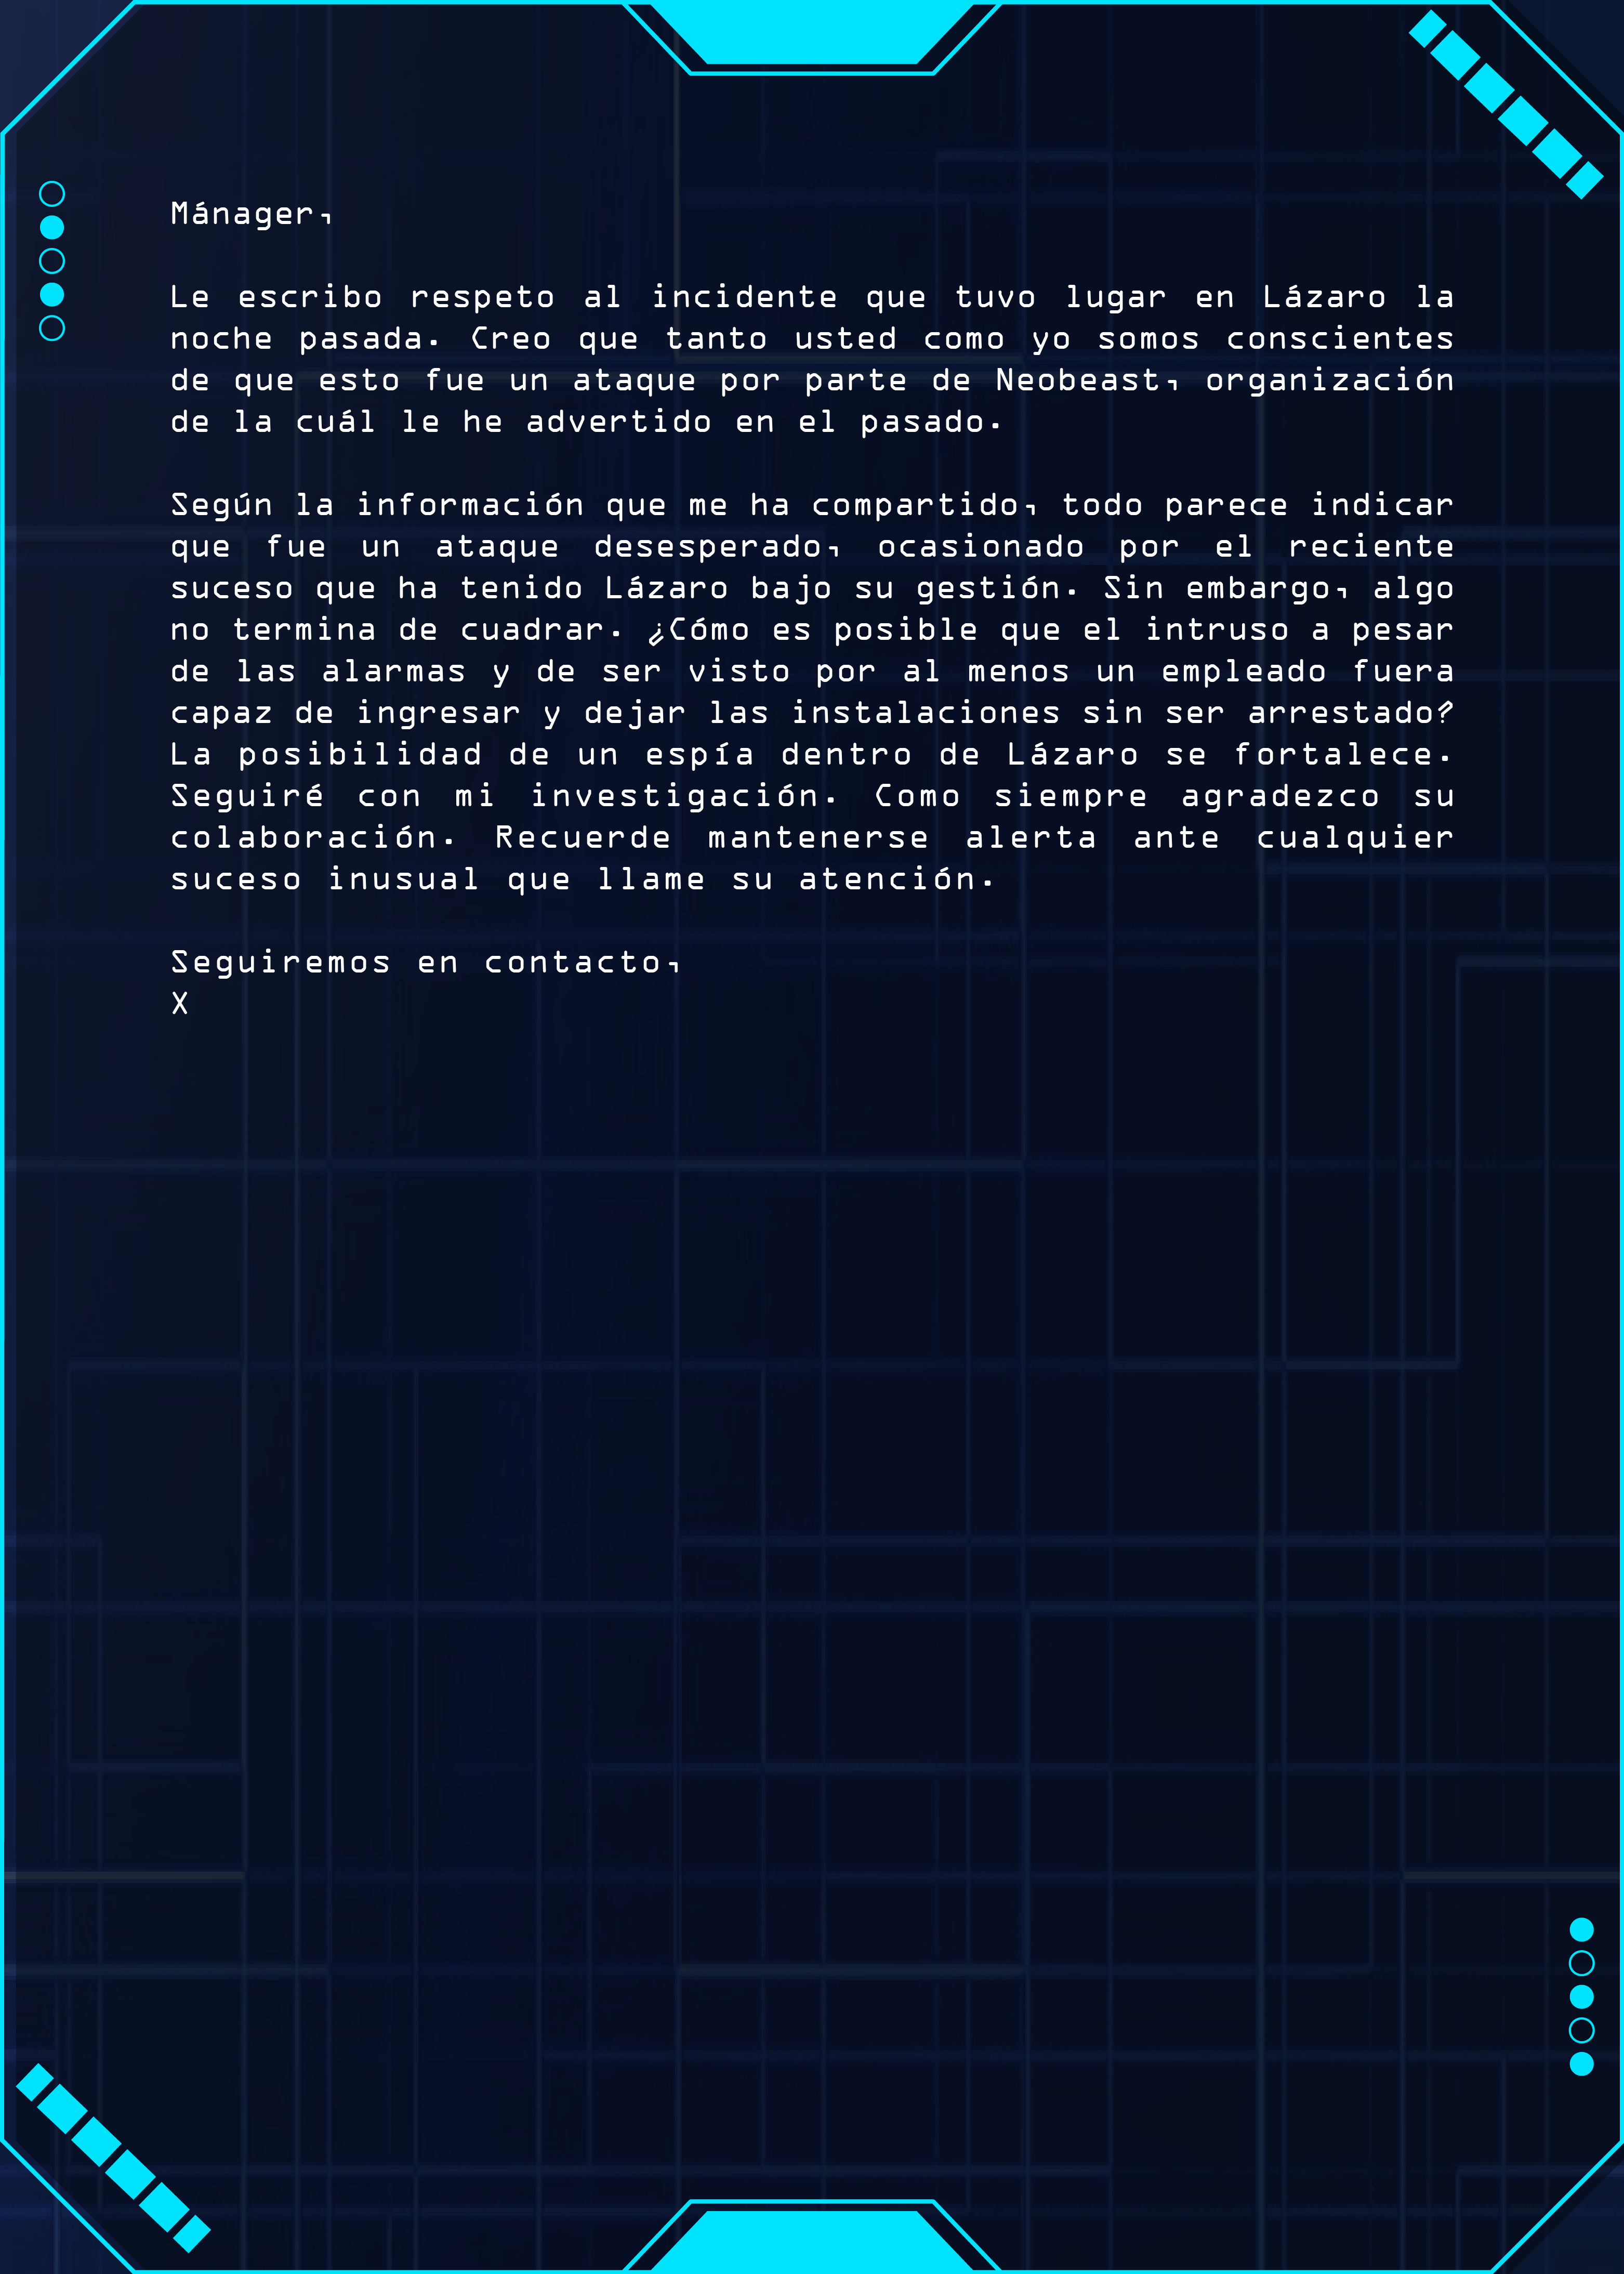 Mánager,
Le escribo respeto al incidente que tuvo lugar en Lázaro la
noche pasada. Creo que tanto usted como yo somos conscientes
de que esto fue un ataque por parte de Neobeast, organización
de la cuál le he advertido en el pasado.
Según la información que me ha compartido, todo parece indicar
que fue un ataque desesperado, ocasionado por el reciente
suceso que ha tenido Lázaro bajo su gestión. Sin embargo, algo
no termina de cuadrar. ¿Cómo es posible que el intruso a pesar
de las alarmas y de ser visto por al menos un empleado fuera
capaz de ingresar y dejar las instalaciones sin ser arrestado?
La posibilidad de un espía dentro de Lázaro se fortalece.
Seguiré con mi investigación. Como siempre agradezco su
colaboración. Recuerde mantenerse alerta ante cualquier
suceso inusual que llame su atención.
Seguiremos en contacto,
X